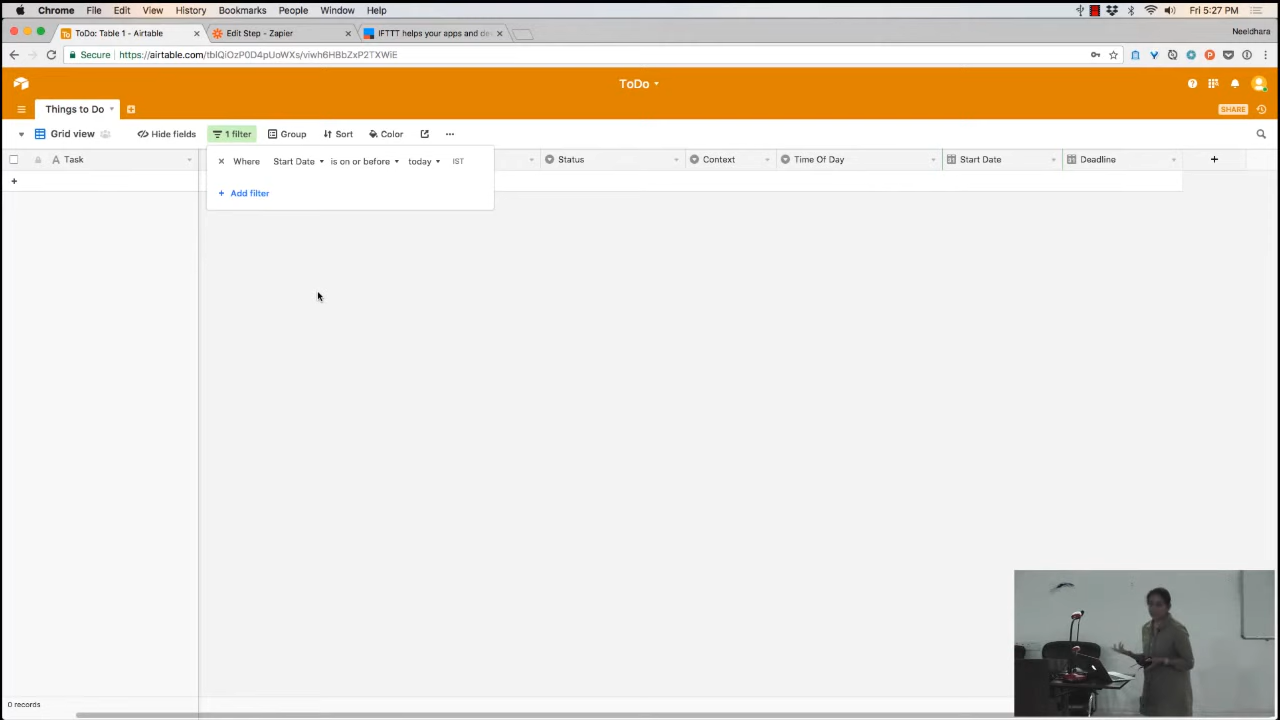 Chrome File Edit View History Bookmarks People Window Help Fri 5:27 PM
ToDo: Table 1 - Airtable Edit Step - Zapier IFTTT helps your apps and de Neeldhara
Secure https://airtable.com/tblQiOzP0D4pUoWXs/viwh6HBbZxP2TXWiE
ToDo
Things to Do SHARE
Grid view Hide fields 1 filter Group Sort Color
Task Status Context Time Of Day Start Date Deadline
Where Start Date is on or before today IST
+ Add filter
0 records